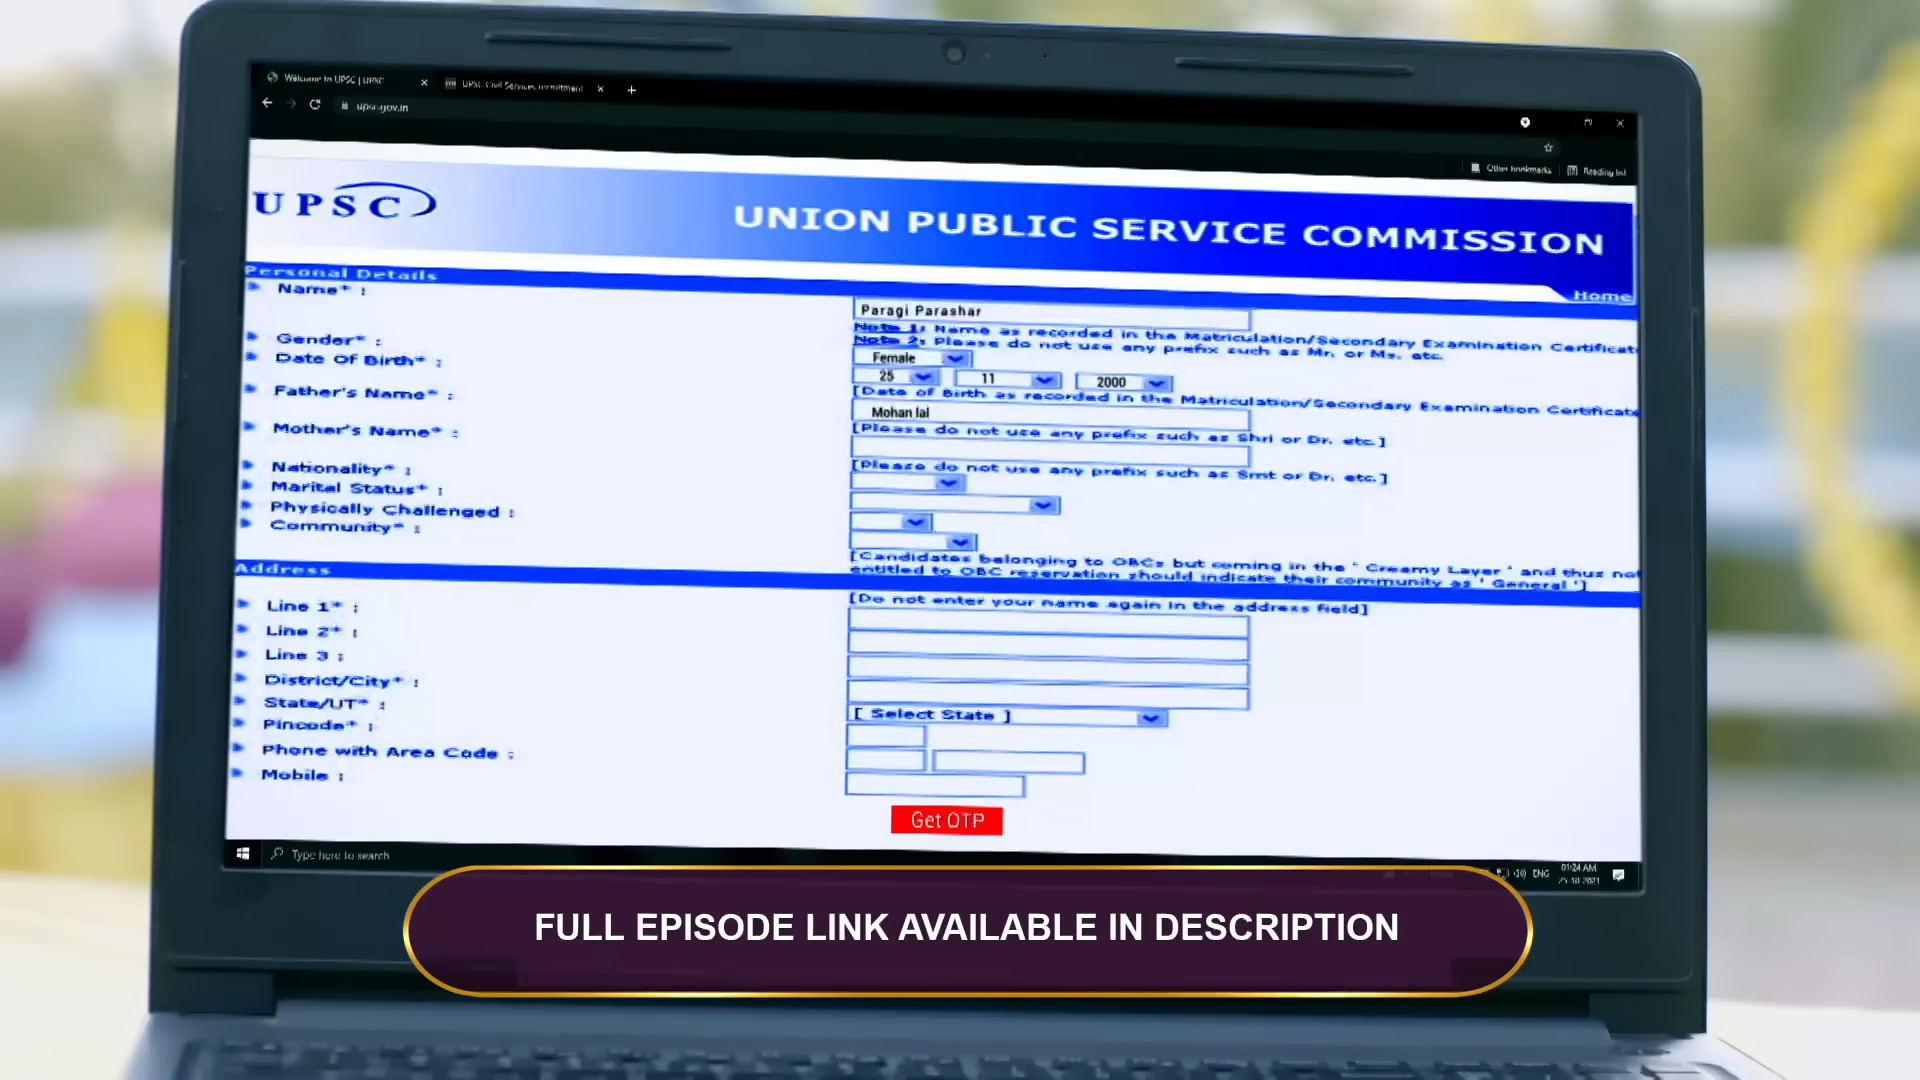 Welcome to UPSC | UPSC
UPSC Civil Services recruitment
upsc.gov.in
Other bookmarks
Reading list
UPSC
UNION PUBLIC SERVICE COMMISSION
Home
Personal Details
Name* :
Paragi Parashar
Note 1: Name as recorded in the Matriculation/Secondary Examination Certificate
Note 2: Please do not use any prefix such as Mr. or Ms. etc.
Gender* :
Female
Date Of Birth* :
25 11 2000
[Date of Birth as recorded in the Matriculation/Secondary Examination Certificate
Father's Name* :
Mohan lal
[Please do not use any prefix such as Shri or Dr. etc.]
Mother's Name* :
[Please do not use any prefix such as Smt or Dr. etc.]
Nationality* :
Marital Status* :
Physically Challenged :
Community* :
[Candidates belonging to OBCs but coming in the ' Creamy Layer ' and thus not
entitled to OBC reservation should indicate their community as ' General ']
Address
[Do not enter your name again in the address field]
Line 1* :
Line 2* :
Line 3 :
District/City* :
State/UT* :
[ Select State ]
Pincode* :
Phone with Area Code :
Mobile :
Get OTP
Type here to search
ENG
01:24 AM
25-10-2021
FULL EPISODE LINK AVAILABLE IN DESCRIPTION